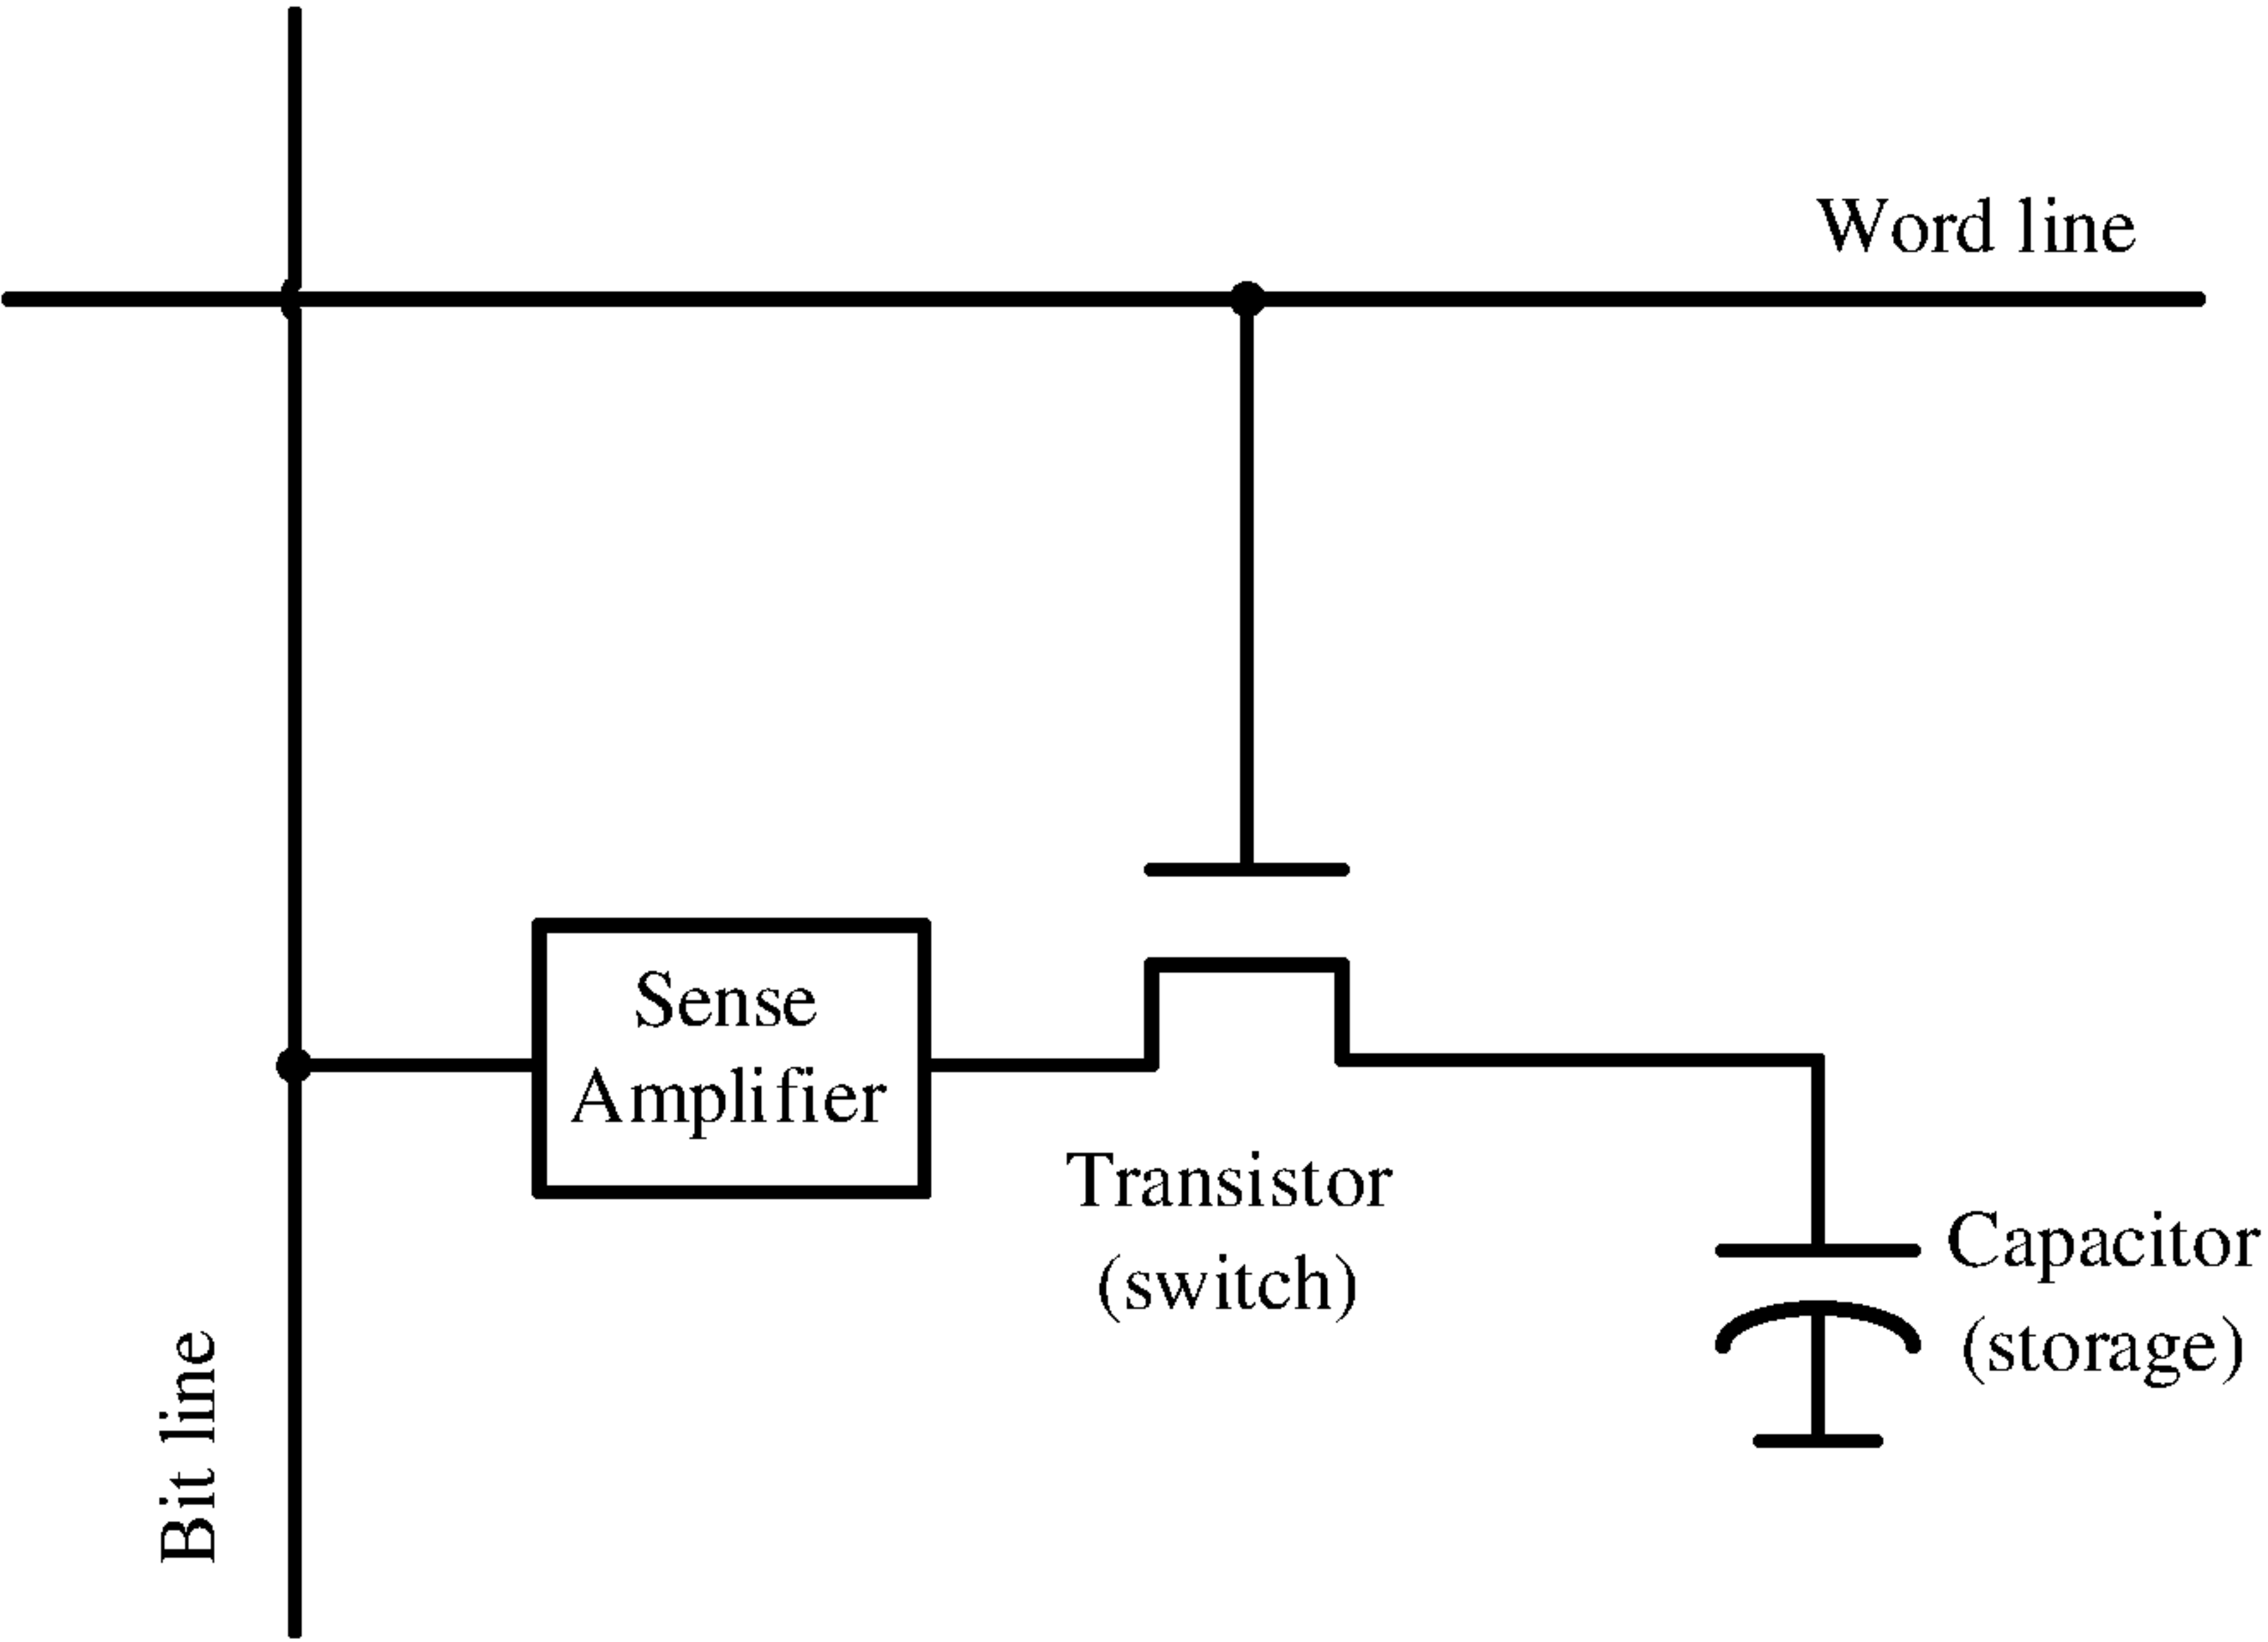 Word line
Sense
Amplifier
Transistor
(switch)
Capacitor
(storage)
Bit line